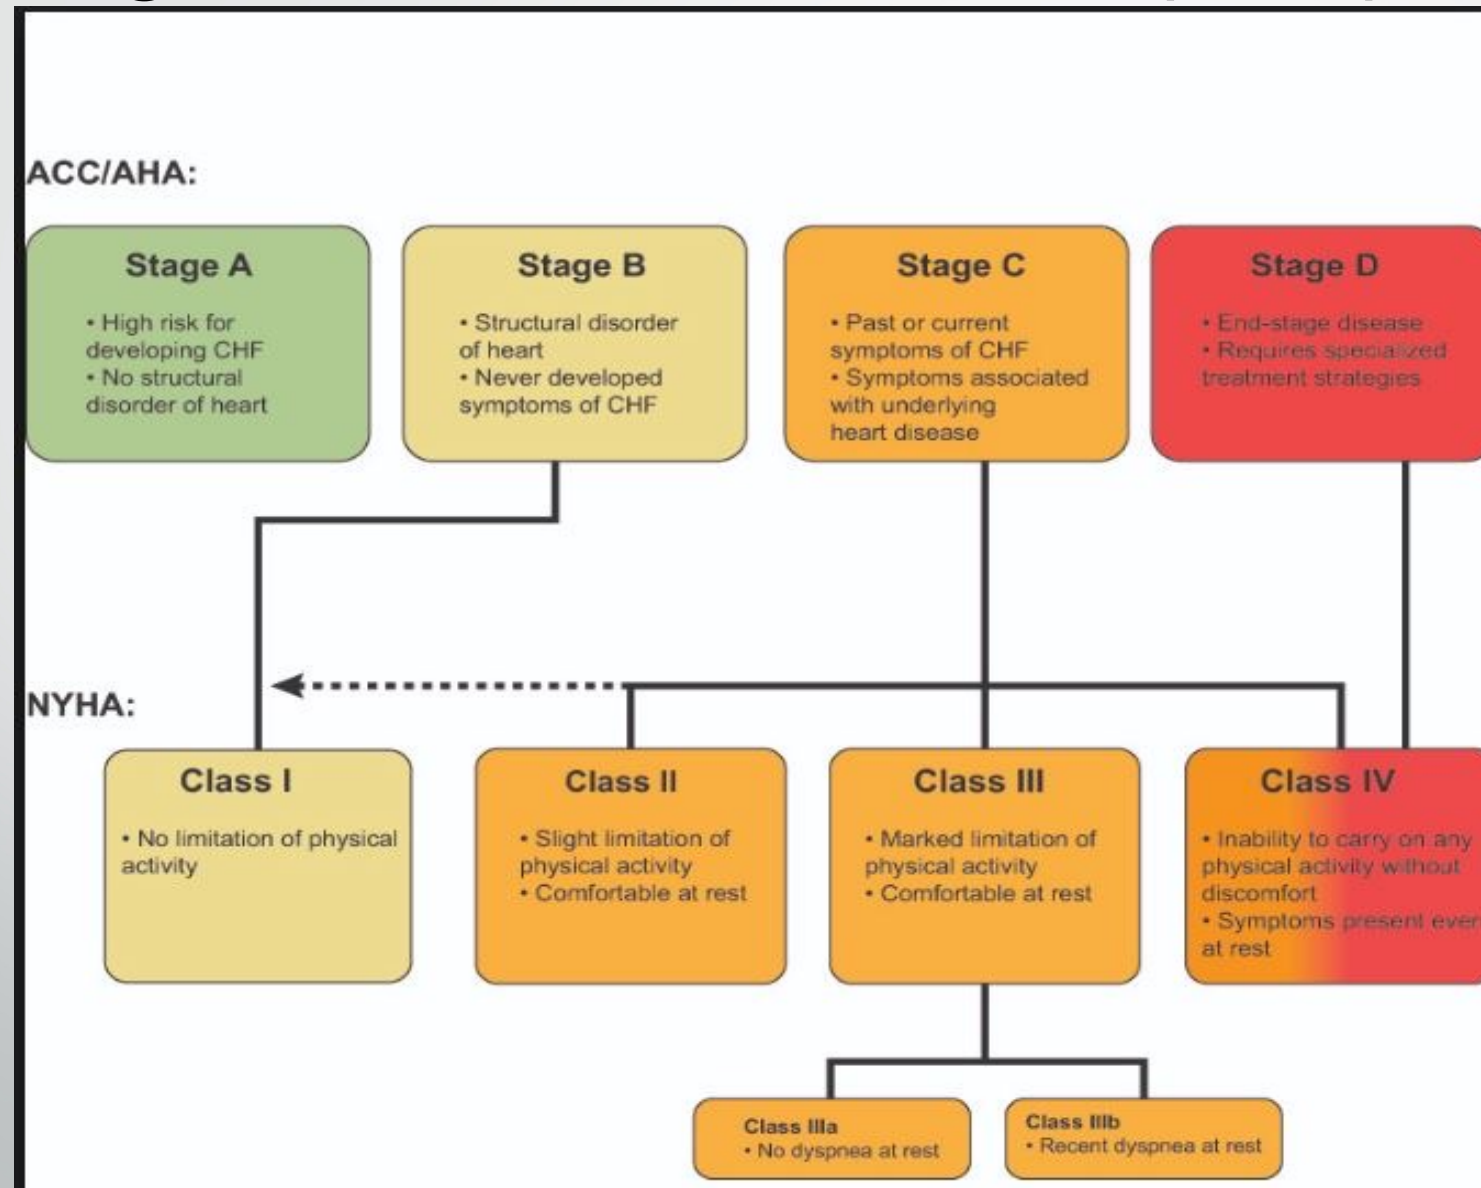 ACC/AHA:
Stage A
• High risk for
developing CHF
• No structural
disorder of heart
Stage B
• Structural disorder
of heart
• Never developed
symptoms of CHF
Stage C
• Past or current
symptoms of CHF
• Symptoms associated
with underlying
heart disease
Stage D
• End-stage disease
• Requires specialized
treatment strategies
NYHA:
Class I
• No limitation of physical
activity
Class II
• Slight limitation of
physical activity
• Comfortable at rest
Class III
• Marked limitation of
physical activity
• Comfortable at rest
Class IV
• Inability to carry on any
physical activity without
discomfort
• Symptoms present ever
at rest
Class IIIa
• No dyspnea at rest
Class IIIb
• Recent dyspnea at rest